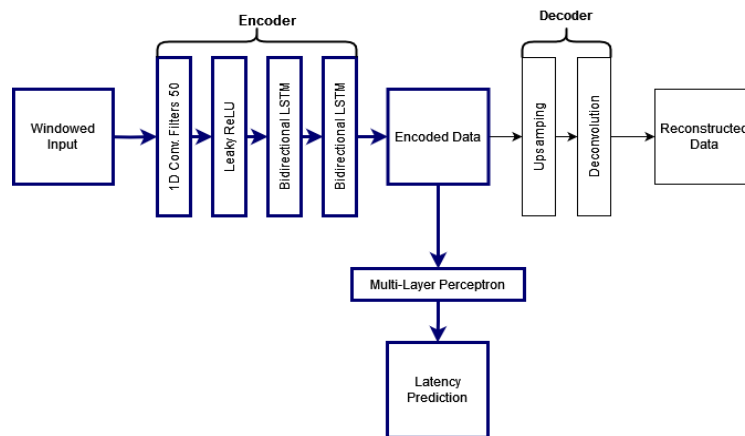 Encoder
Decoder
Windowed
Input
1D Conv. Filters 50
Leaky ReLU
Bidirectional LSTM
Bidirectional LSTM
Encoded Data
Upsamping
Deconvolution
Reconstructed
Data
Multi-Layer Perceptron
Latency
Prediction